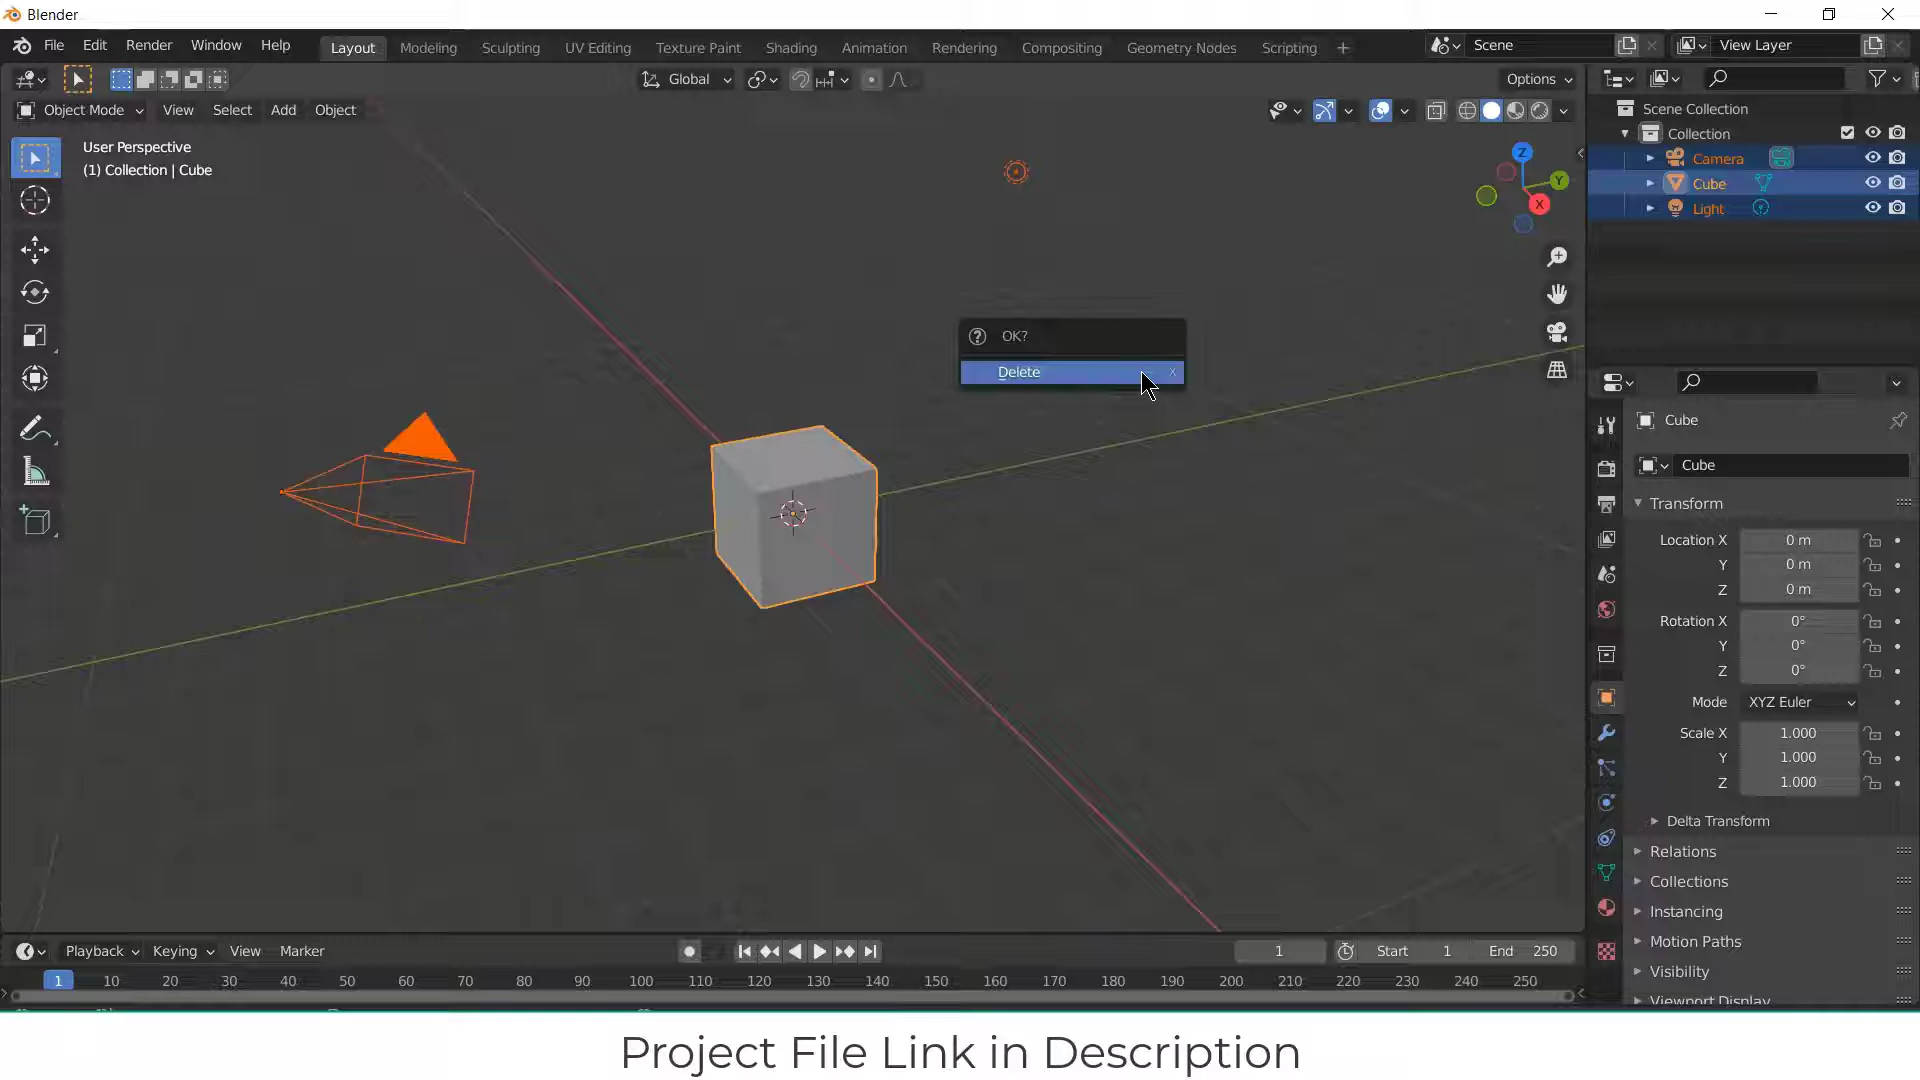 Blender
File Edit Render Window Help Layout Modeling Sculpting UV Editing Texture Paint Shading Animation Rendering Compositing Geometry Nodes Scripting + Scene View Layer
Global Options
Object Mode View Select Add Object
User Perspective
(1) Collection | Cube
Z
Y
X
OK?
Delete X
Scene Collection
Collection
Camera
Cube
Light
Cube
Cube
Transform
Location X 0 m
Y 0 m
Z 0 m
Rotation X 0°
Y 0°
Z 0°
Mode XYZ Euler
Scale X 1.000
Y 1.000
Z 1.000
Delta Transform
Relations
Collections
Instancing
Motion Paths
Visibility
Viewport Display
Playback Keying View Marker 1 Start 1 End 250
1 10 20 30 40 50 60 70 80 90 100 110 120 130 140 150 160 170 180 190 200 210 220 230 240 250
Project File Link in Description